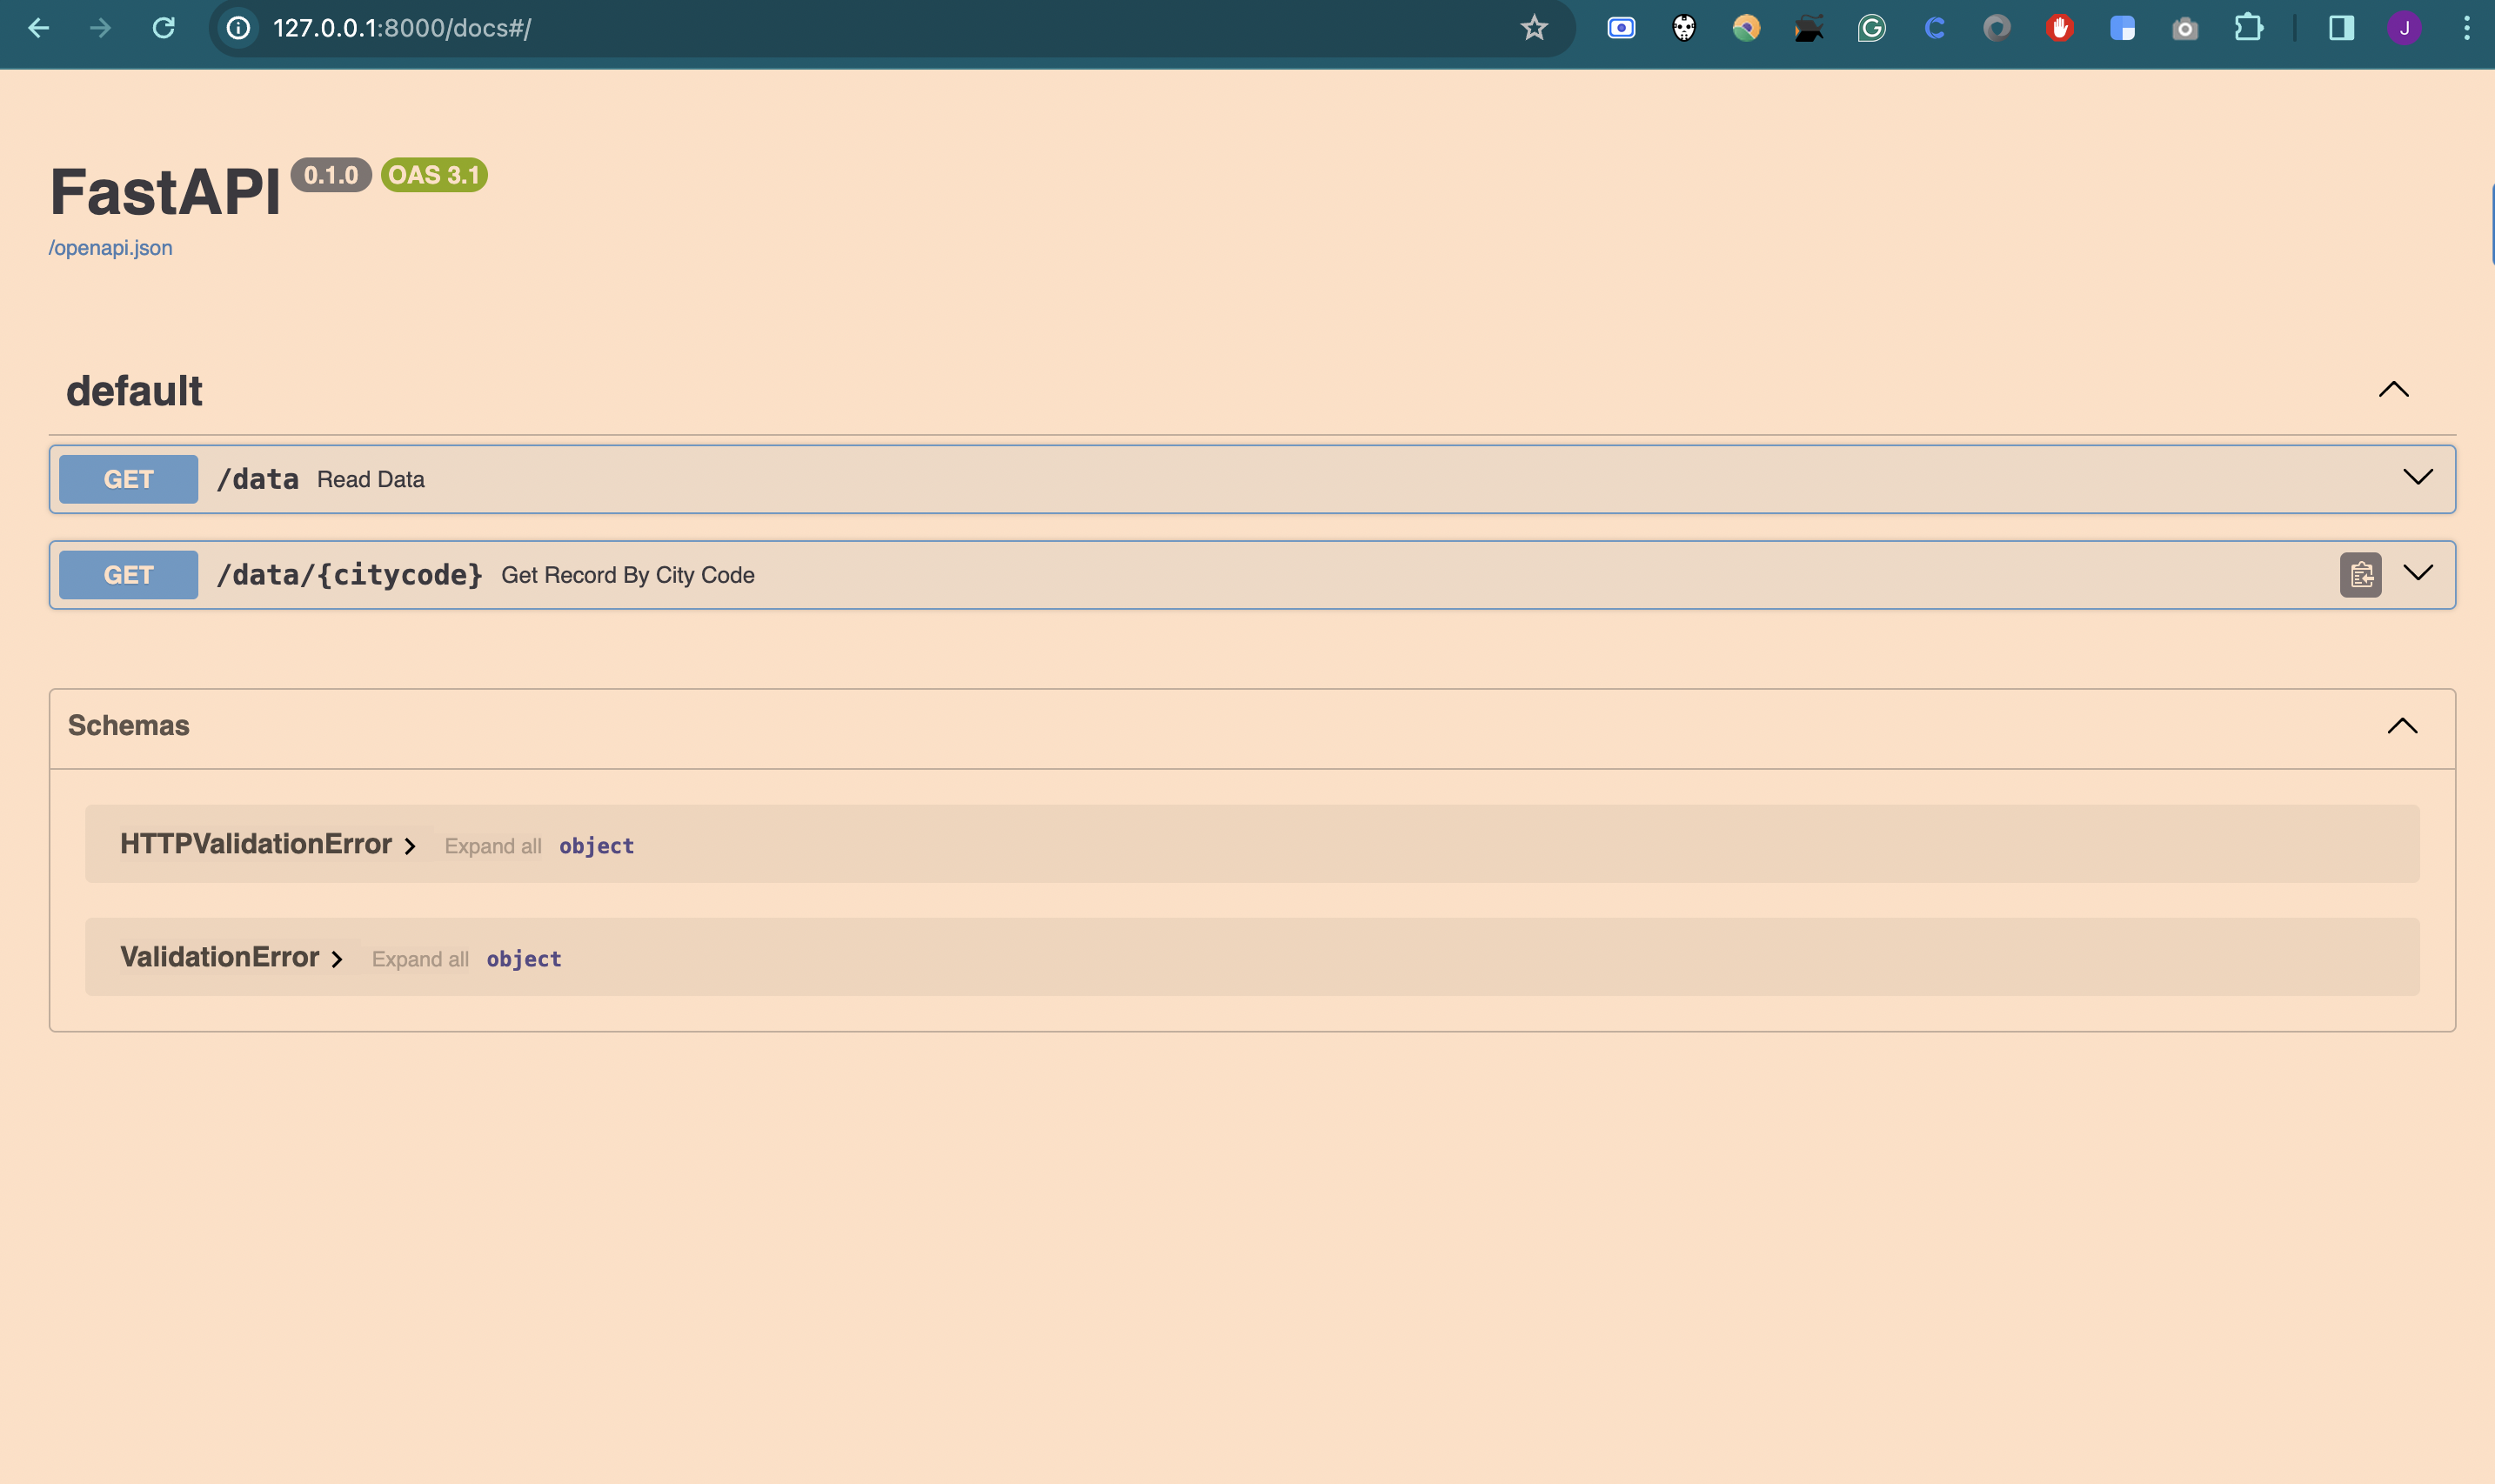 127.0.0.1:8000/docs#/
J
FastAPI 0.1.0 OAS 3.1
/openapi.json
default
GET /data Read Data
GET /data/{citycode} Get Record By City Code
Schemas
HTTPValidationError Expand all object
ValidationError Expand all object